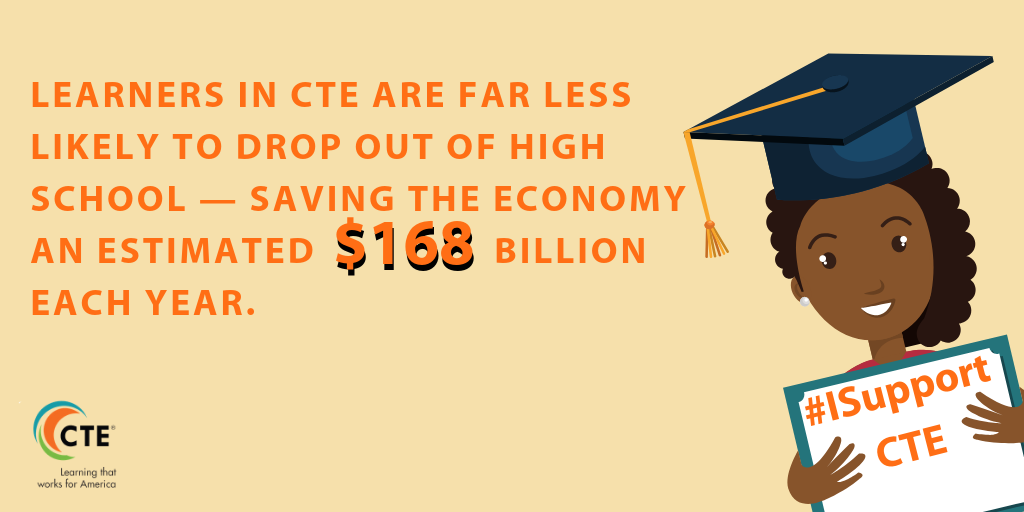 LEARNERS IN CTE ARE FAR LESS
LIKELY TO DROP OUT OF HIGH
SCHOOL — SAVING THE ECONOMY
AN ESTIMATED $168 BILLION
EACH YEAR.
#ISupport
CTE
CTE®
Learning that
works for America